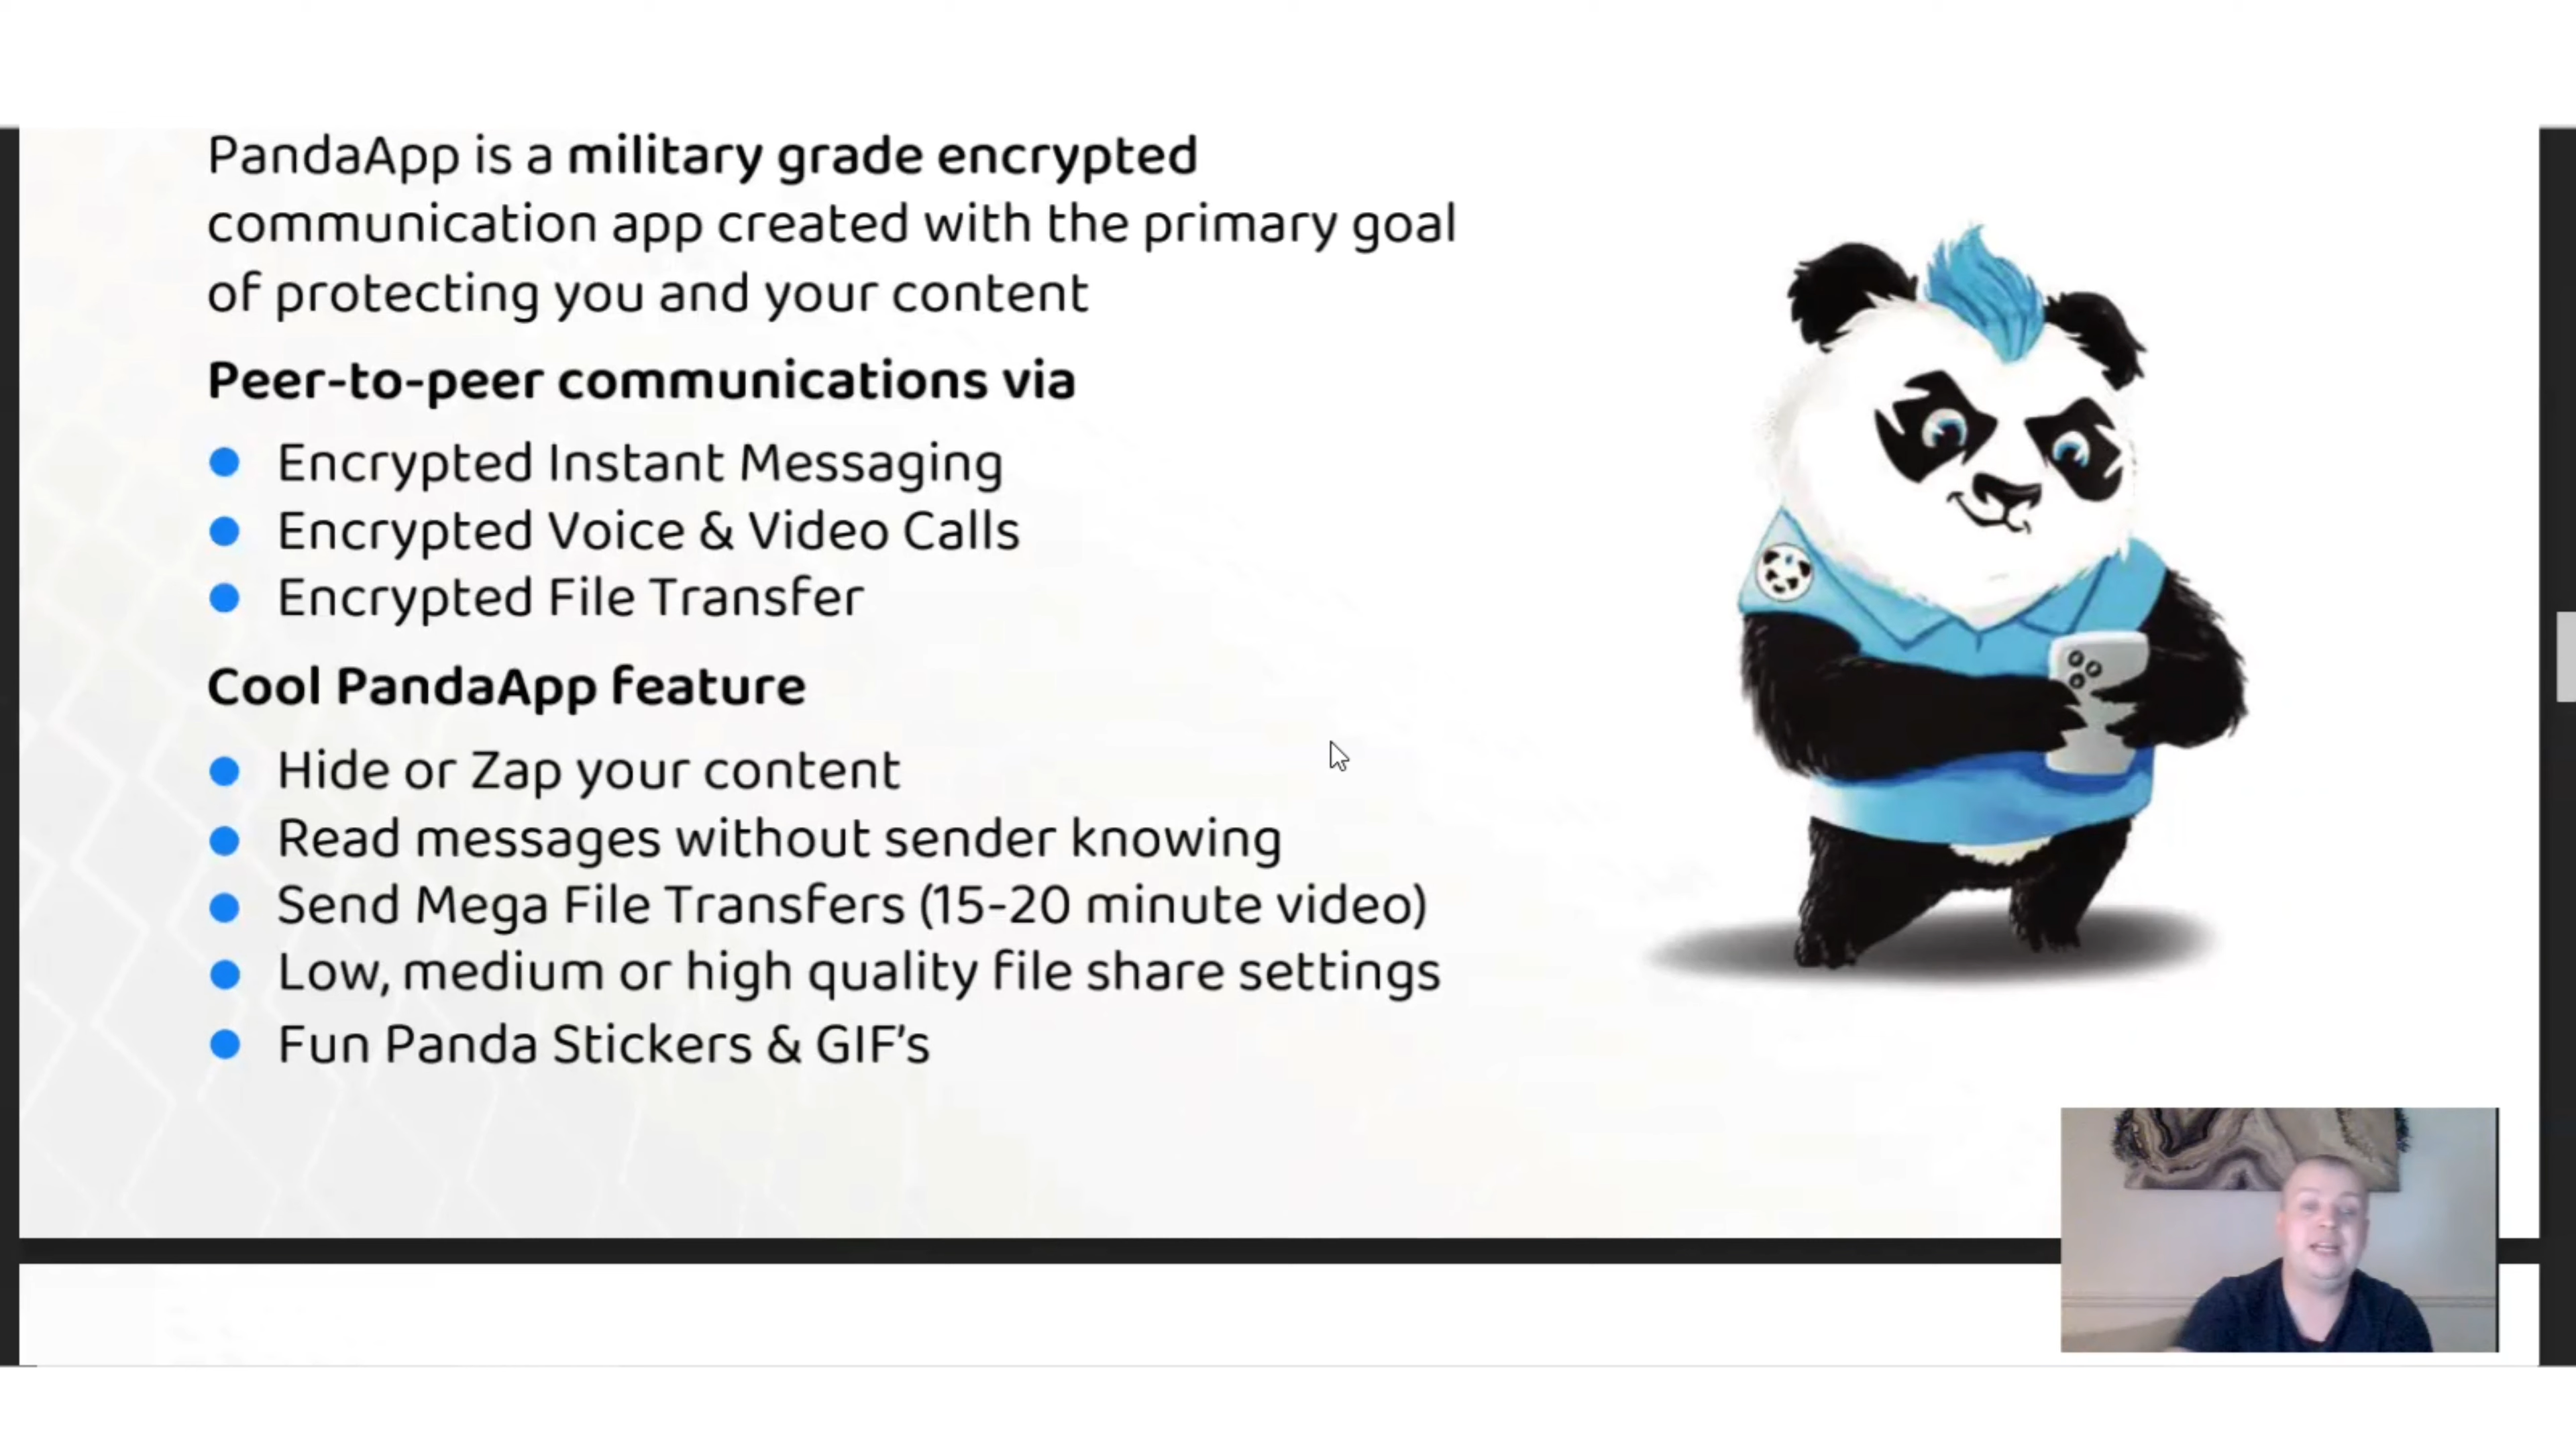 PandaApp is a military grade encrypted
communication app created with the primary goal
of protecting you and your content
Peer-to-peer communications via
Encrypted Instant Messaging
Encrypted Voice & Video Calls
Encrypted File Transfer
Cool PandaApp feature
Hide or Zap your content
Read messages without sender knowing
Send Mega File Transfers (15-20 minute video)
Low, medium or high quality file share settings
Fun Panda Stickers & GIF's